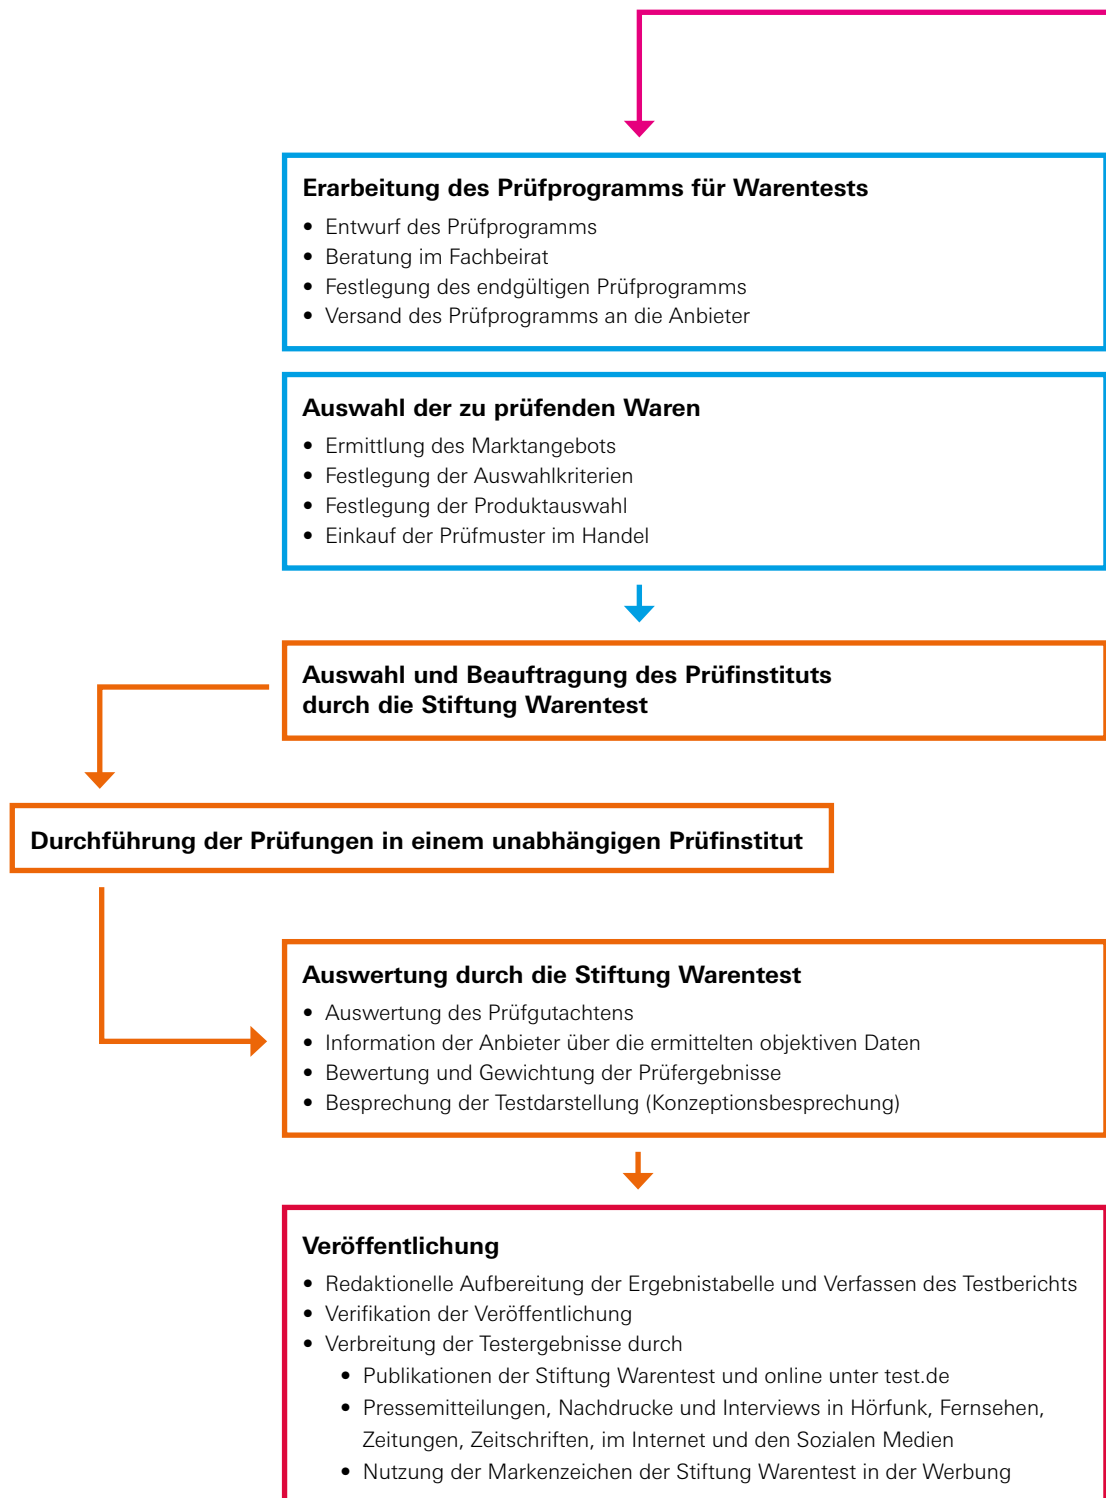 Erarbeitung des Prüfprogramms für Warentests
• Entwurf des Prüfprogramms
• Beratung im Fachbeirat
• Festlegung des endgültigen Prüfprogramms
• Versand des Prüfprogramms an die Anbieter
Auswahl der zu prüfenden Waren
• Ermittlung des Marktangebots
• Festlegung der Auswahlkriterien
• Festlegung der Produktauswahl
• Einkauf der Prüfmuster im Handel
Auswahl und Beauftragung des Prüfinstituts
durch die Stiftung Warentest
Durchführung der Prüfungen in einem unabhängigen Prüfinstitut
Auswertung durch die Stiftung Warentest
• Auswertung des Prüfgutachtens
• Information der Anbieter über die ermittelten objektiven Daten
• Bewertung und Gewichtung der Prüfergebnisse
• Besprechung der Testdarstellung (Konzeptionsbesprechung)
Veröffentlichung
• Redaktionelle Aufbereitung der Ergebnistabelle und Verfassen des Testberichts
• Verifikation der Veröffentlichung
• Verbreitung der Testergebnisse durch
• Publikationen der Stiftung Warentest und online unter test.de
• Pressemitteilungen, Nachdrucke und Interviews in Hörfunk, Fernsehen,
Zeitungen, Zeitschriften, im Internet und den Sozialen Medien
• Nutzung der Markenzeichen der Stiftung Warentest in der Werbung